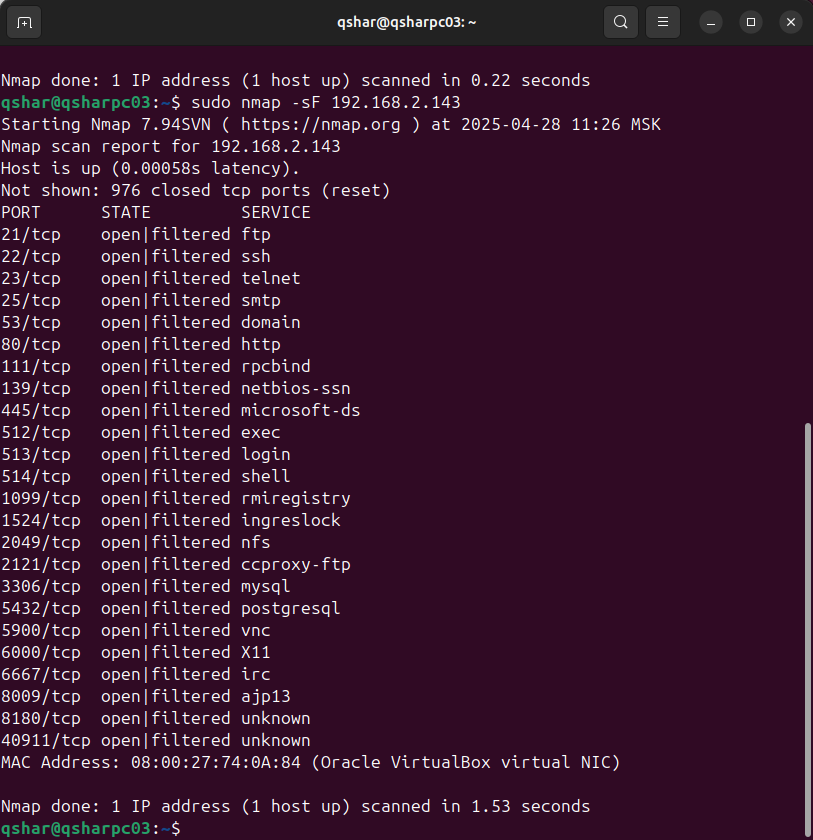 qshar@qsharpc03: ~
Nmap done: 1 IP address (1 host up) scanned in 0.22 seconds
qshar@qsharpc03:~$ sudo nmap -sF 192.168.2.143
Starting Nmap 7.94SVN ( https://nmap.org ) at 2025-04-28 11:26 MSK
Nmap scan report for 192.168.2.143
Host is up (0.00058s latency).
Not shown: 976 closed tcp ports (reset)
PORT      STATE         SERVICE
21/tcp    open|filtered ftp
22/tcp    open|filtered ssh
23/tcp    open|filtered telnet
25/tcp    open|filtered smtp
53/tcp    open|filtered domain
80/tcp    open|filtered http
111/tcp   open|filtered rpcbind
139/tcp   open|filtered netbios-ssn
445/tcp   open|filtered microsoft-ds
512/tcp   open|filtered exec
513/tcp   open|filtered login
514/tcp   open|filtered shell
1099/tcp  open|filtered rmiregistry
1524/tcp  open|filtered ingreslock
2049/tcp  open|filtered nfs
2121/tcp  open|filtered ccproxy-ftp
3306/tcp  open|filtered mysql
5432/tcp  open|filtered postgresql
5900/tcp  open|filtered vnc
6000/tcp  open|filtered X11
6667/tcp  open|filtered irc
8009/tcp  open|filtered ajp13
8180/tcp  open|filtered unknown
40911/tcp open|filtered unknown
MAC Address: 08:00:27:74:0A:84 (Oracle VirtualBox virtual NIC)
Nmap done: 1 IP address (1 host up) scanned in 1.53 seconds
qshar@qsharpc03:~$